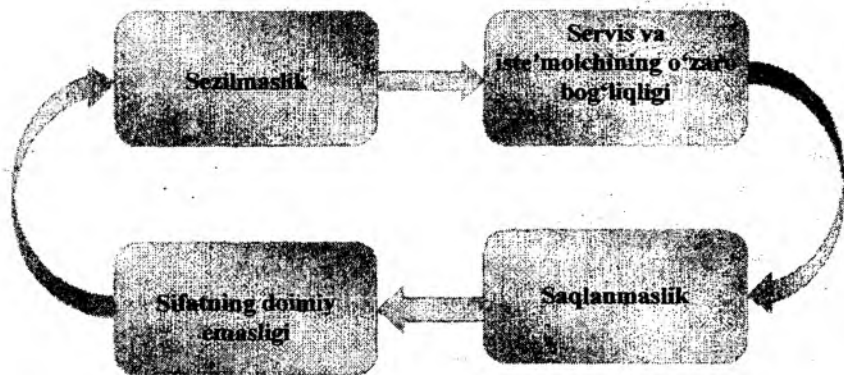 Sezilmaslik
Servis va
iste’molchining o‘zaro
bog‘liqligi
Sifatning doimiy
emasligi
Saqlanmaslik